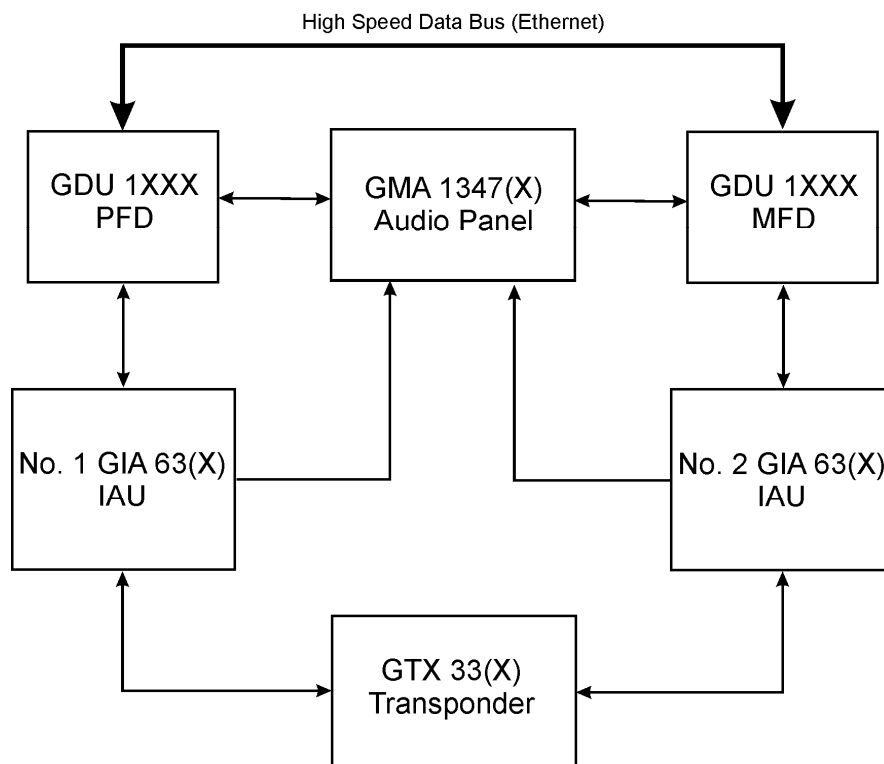 High Speed Data Bus (Ethernet)
GDU 1XXX
PFD
GMA 1347(X)
Audio Panel
GDU 1XXX
MFD
No. 1 GIA 63(X)
IAU
No. 2 GIA 63(X)
IAU
GTX 33(X)
Transponder